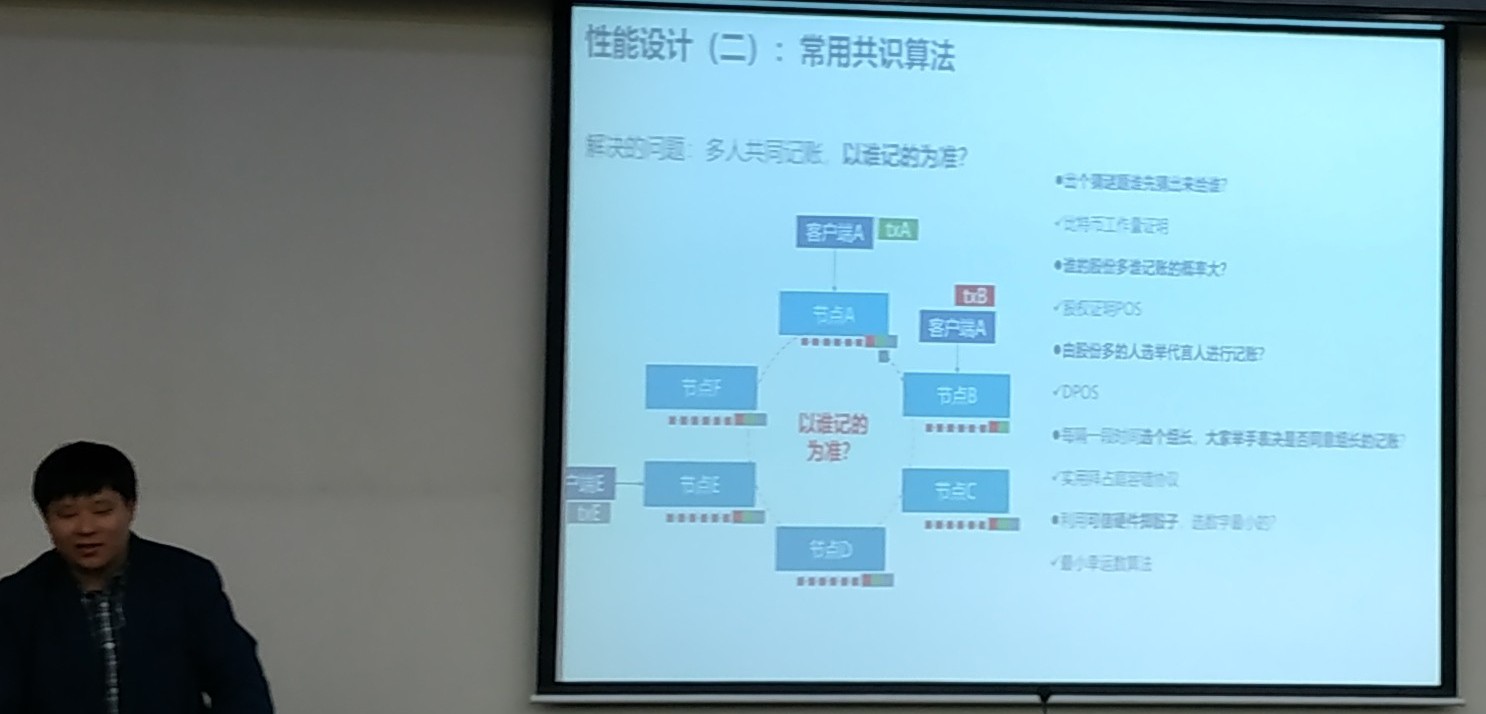 性能设计（二）：常用共识算法
解决的问题：多人共同记账，以谁记的为准？
客户端A
txA
节点A
txB
客户端A
节点B
节点F
以谁记的
为准？
户端E
txE
节点E
节点C
节点D
●出个猜谜题谁先猜出来给谁？
✓比特币工作量证明
●谁的股份多谁记账的概率大？
✓股权证明POS
●由股份多的人选举代言人进行记账？
✓DPOS
●每隔一段时间选个组长，大家举手表决是否同意组长的记账？
✓实用拜占庭容错协议
●利用可信硬件掷骰子，选数字最小的？
✓最小幸运数算法